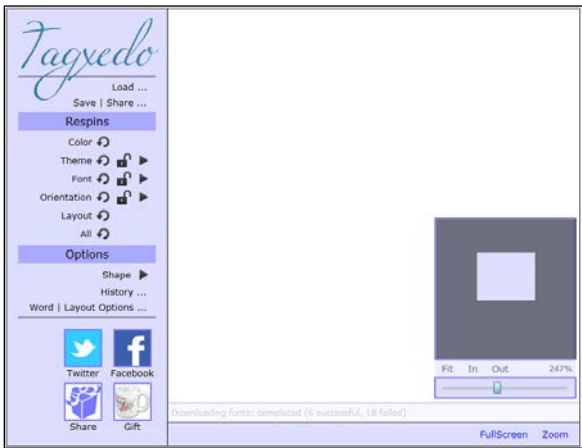 Tagxedo
Load ...
Save | Share ...
Respins
Color
Theme
Font
Orientation
Layout
All
Options
Shape
History ...
Word | Layout Options ...
Twitter Facebook
Share Gift
Fit In Out 247%
Downloading fonts: completed (6 successful, 18 failed)
FullScreen Zoom